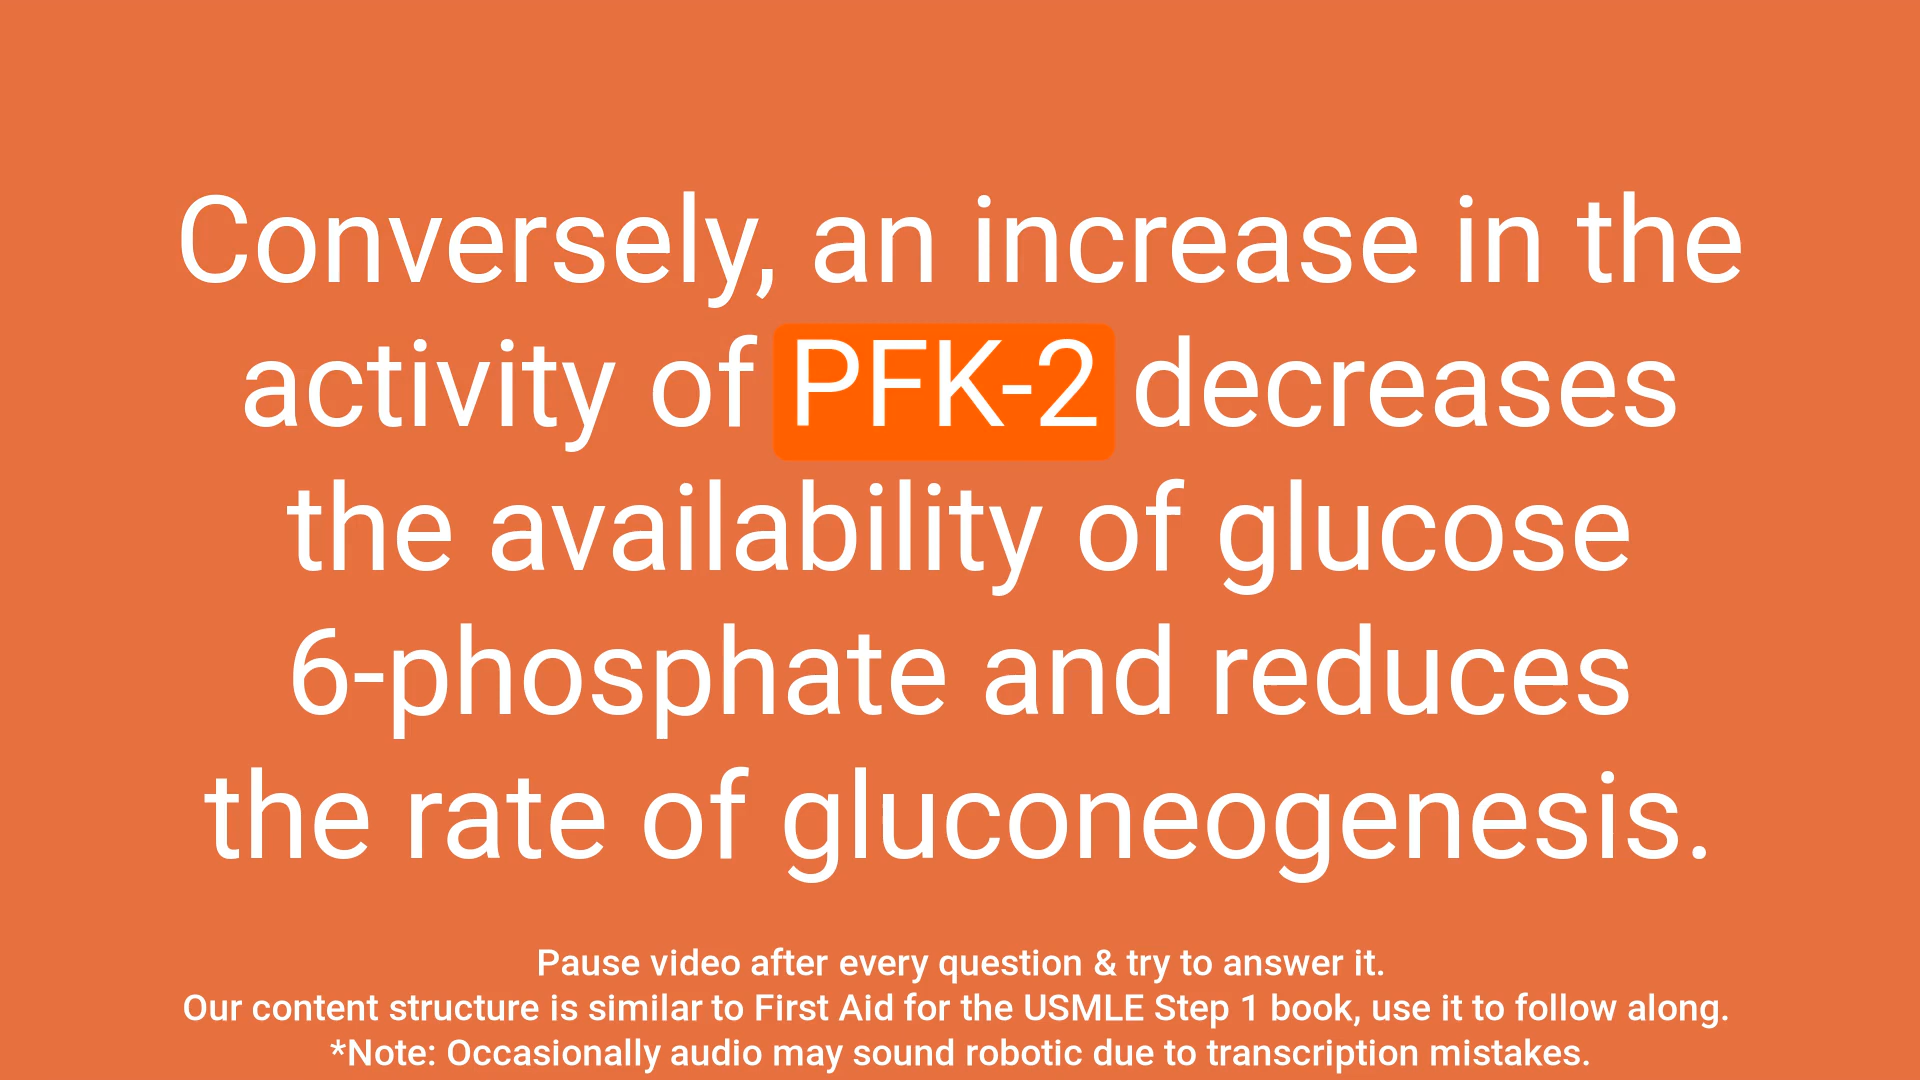 Conversely, an increase in the
activity of PFK-2 decreases
the availability of glucose
6-phosphate and reduces
the rate of gluconeogenesis.
Pause video after every question & try to answer it.
Our content structure is similar to First Aid for the USMLE Step 1 book, use it to follow along.
*Note: Occasionally audio may sound robotic due to transcription mistakes.